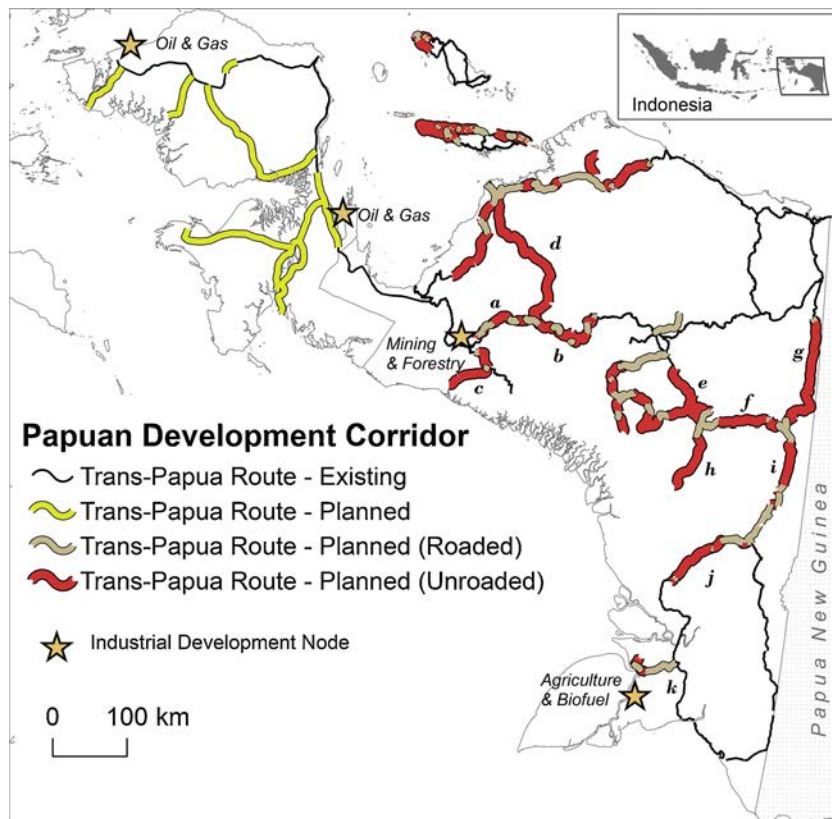 Oil & Gas
Indonesia
Oil & Gas
d
a
Mining
& Forestry
b
g
c
e
f
Papuan Development Corridor
Trans-Papua Route - Existing
h
i
Trans-Papua Route - Planned
Trans-Papua Route - Planned (Roaded)
Trans-Papua Route - Planned (Unroaded)
j
Papua New Guinea
Industrial Development Node
Agriculture
& Biofuel
k
0 100 km